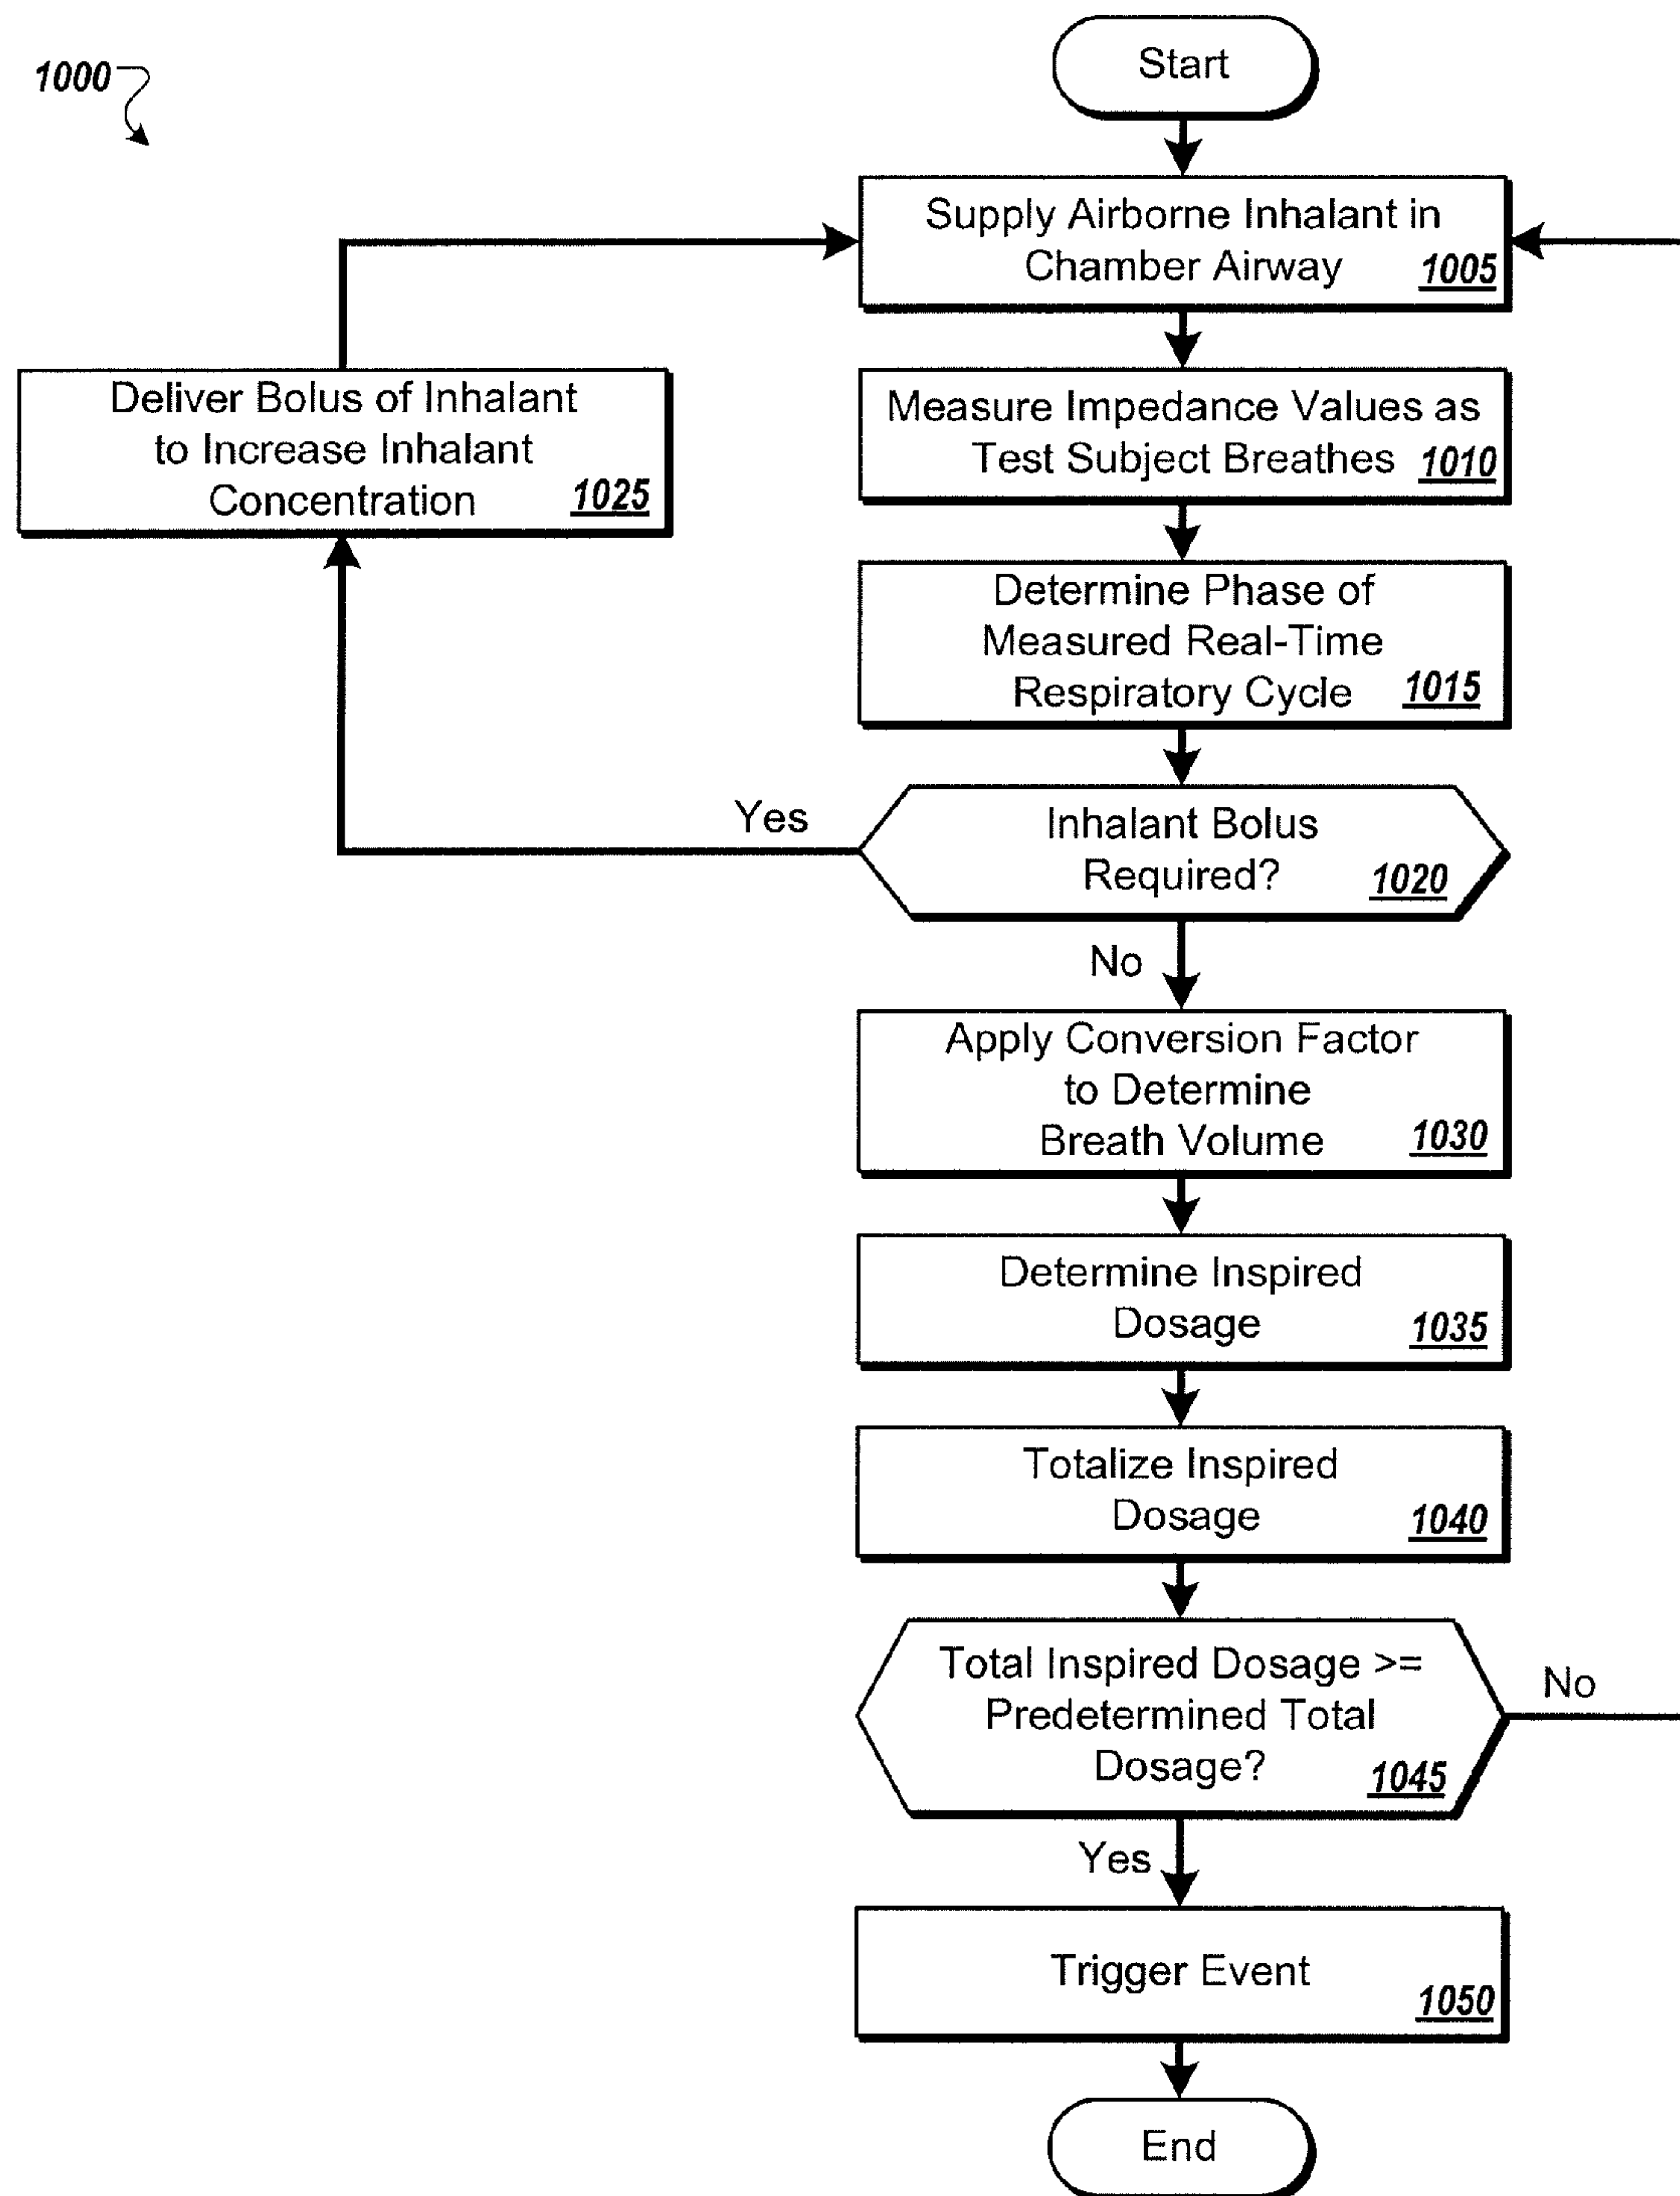 1000
Start
Supply Airborne Inhalant in
Chamber Airway 1005
Deliver Bolus of Inhalant
to Increase Inhalant
Concentration 1025
Measure Impedance Values as
Test Subject Breathes 1010
Determine Phase of
Measured Real-Time
Respiratory Cycle 1015
Yes
Inhalant Bolus
Required? 1020
No
Apply Conversion Factor
to Determine
Breath Volume 1030
Determine Inspired
Dosage 1035
Totalize Inspired
Dosage 1040
Total Inspired Dosage >=
Predetermined Total
Dosage? 1045
No
Yes
Trigger Event
1050
End